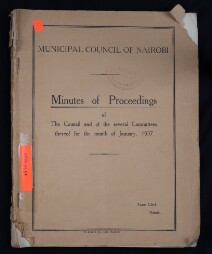 MUNICIPAL COUNCIL OF NAIROBI
Minutes of Proceedings
of
The Council and of the several Committees
thereof for the month of January, 1937
Town Clerk
Nairobi